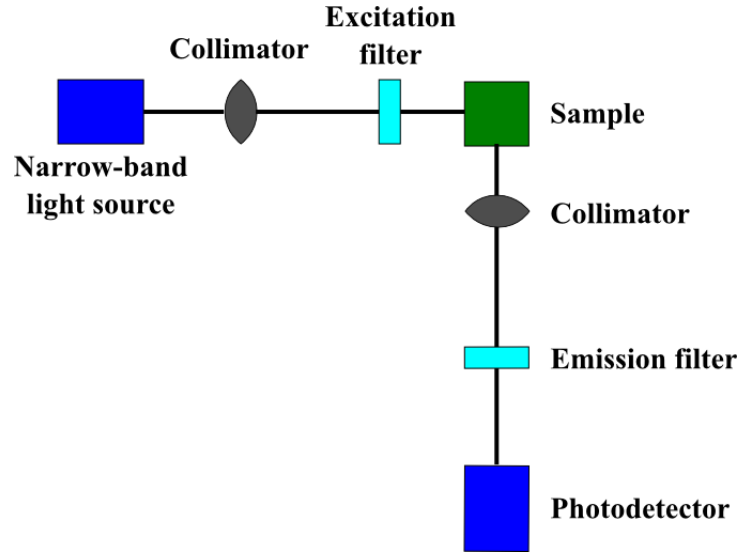 Excitation
filter
Collimator
Sample
Narrow-band
light source
Collimator
Emission filter
Photodetector